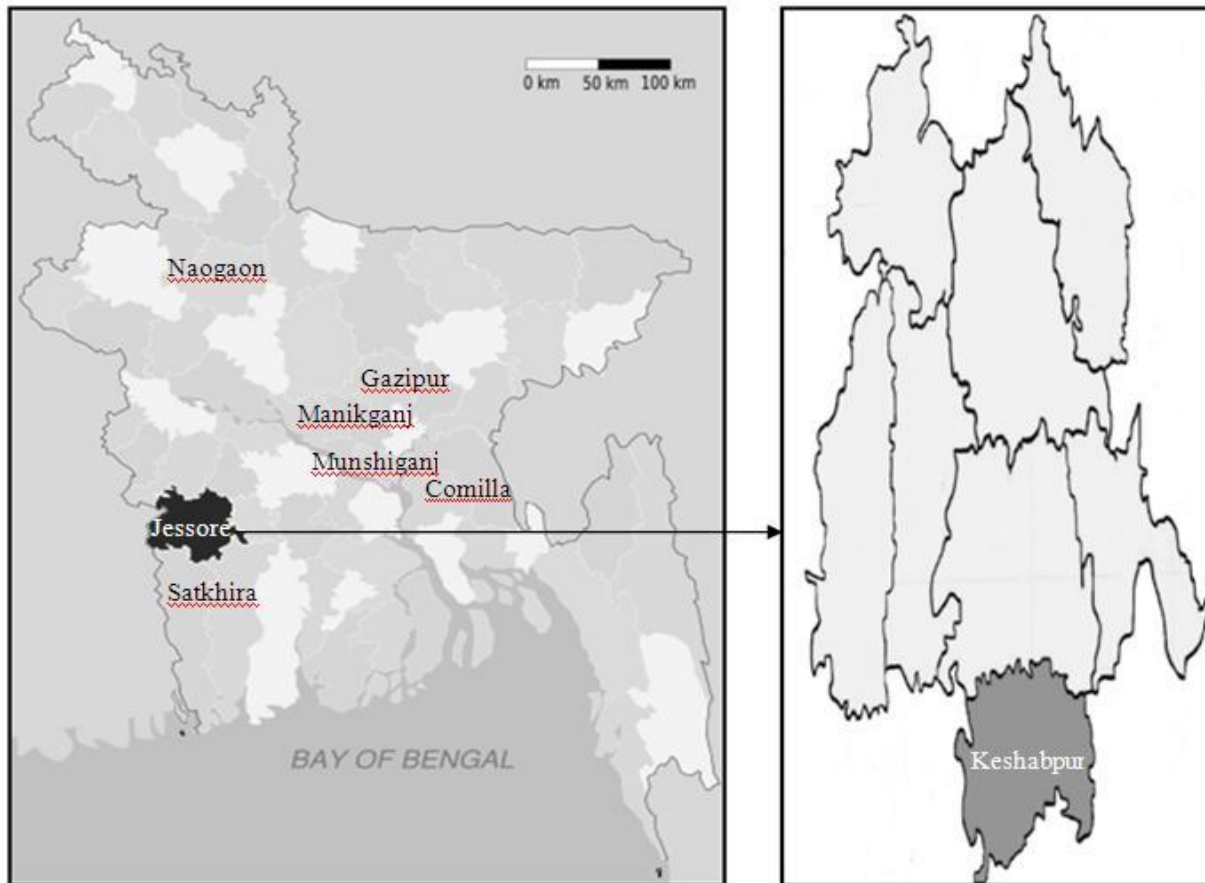 0 km 50 km 100 km
Naogaon
Gazipur
Manikganj
Munshiganj
Comilla
Jessore
Satkhira
BAY OF BENGAL
Keshabpur